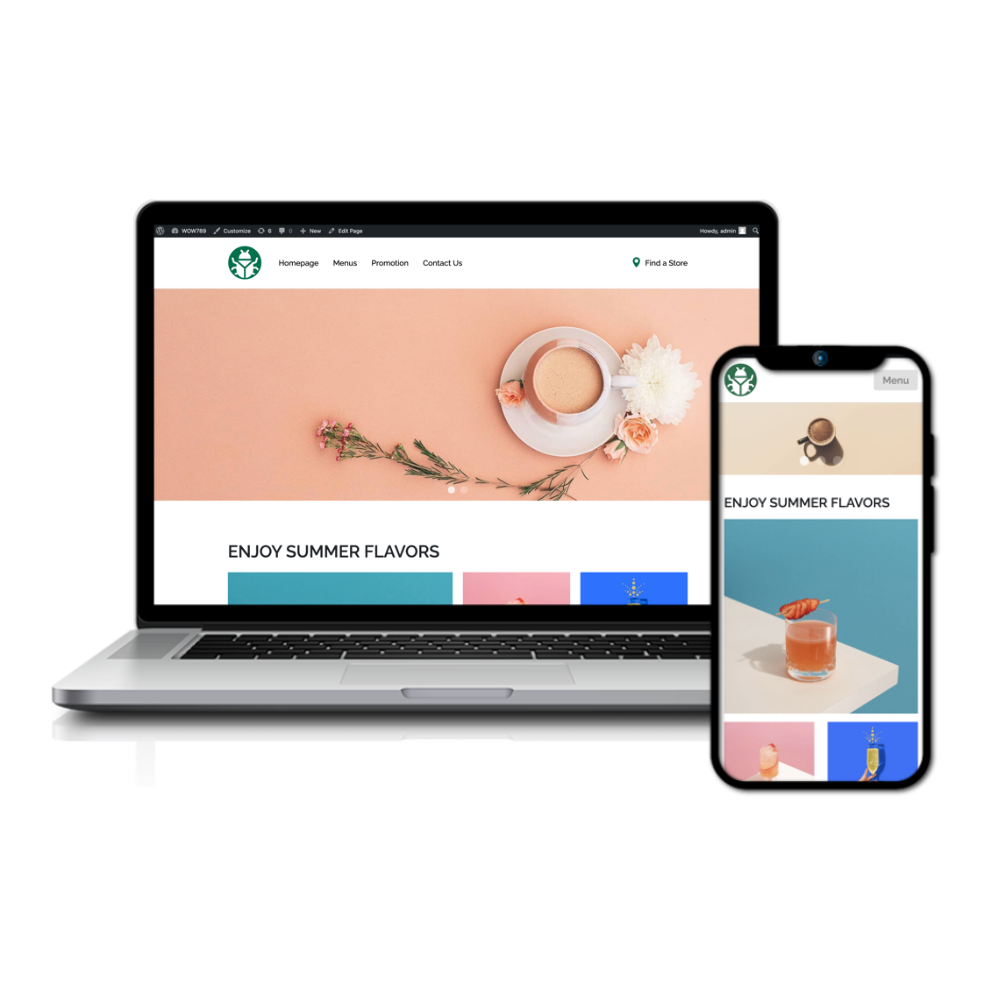 WOW789 Customize 6 0 New Edit Page Howdy, admin
Homepage Menus Promotion Contact Us Find a Store
ENJOY SUMMER FLAVORS
Menu
ENJOY SUMMER FLAVORS